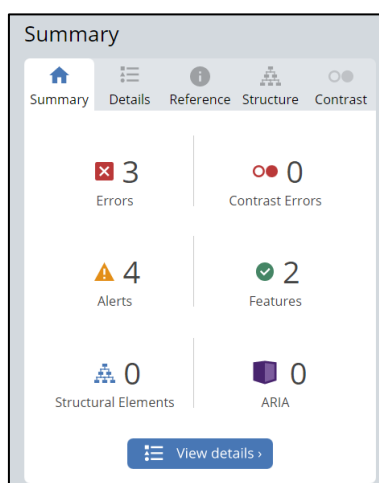 Summary
Summary Details Reference Structure Contrast
3 0
Errors Contrast Errors
4 2
Alerts Features
0 0
Structural Elements ARIA
View details ›